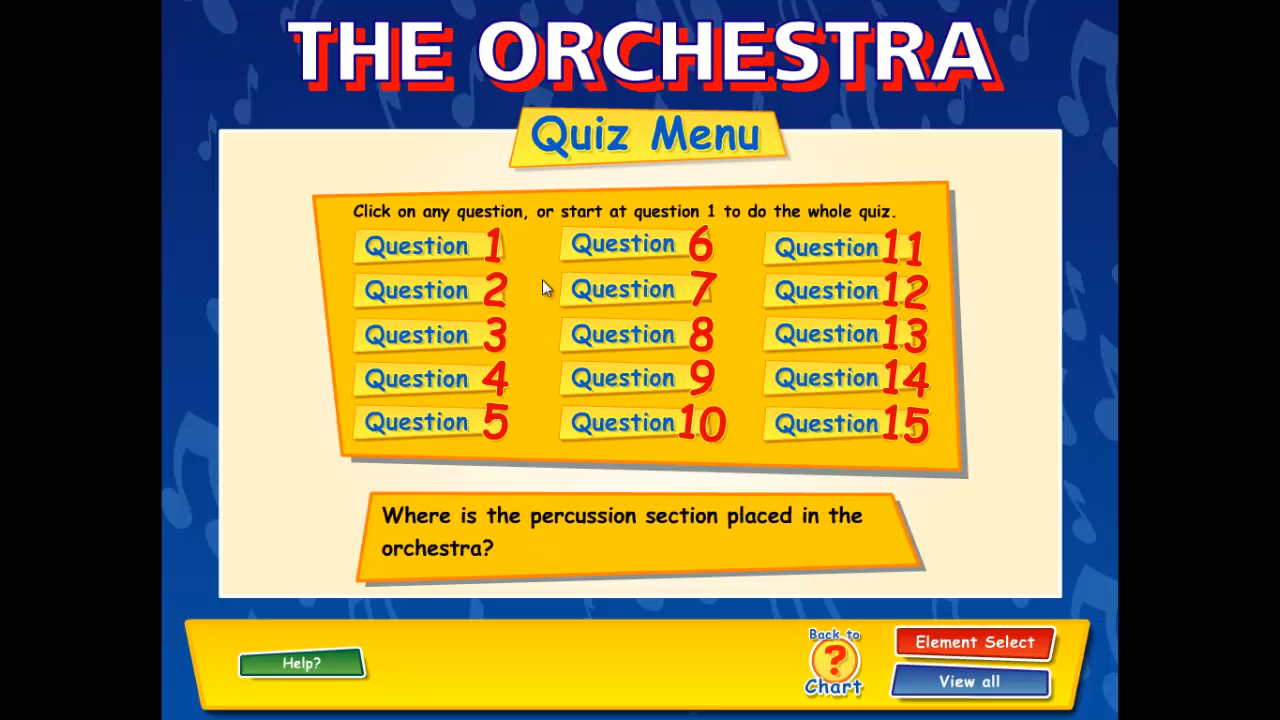 THE ORCHESTRA
Quiz Menu
Click on any question, or start at question 1 to do the whole quiz.
Question 1
Question 2
Question 3
Question 4
Question 5
Question 6
Question 7
Question 8
Question 9
Question 10
Question 11
Question 12
Question 13
Question 14
Question 15
Where is the percussion section placed in the
orchestra?
Help?
Back to
?
Chart
Element Select
View all